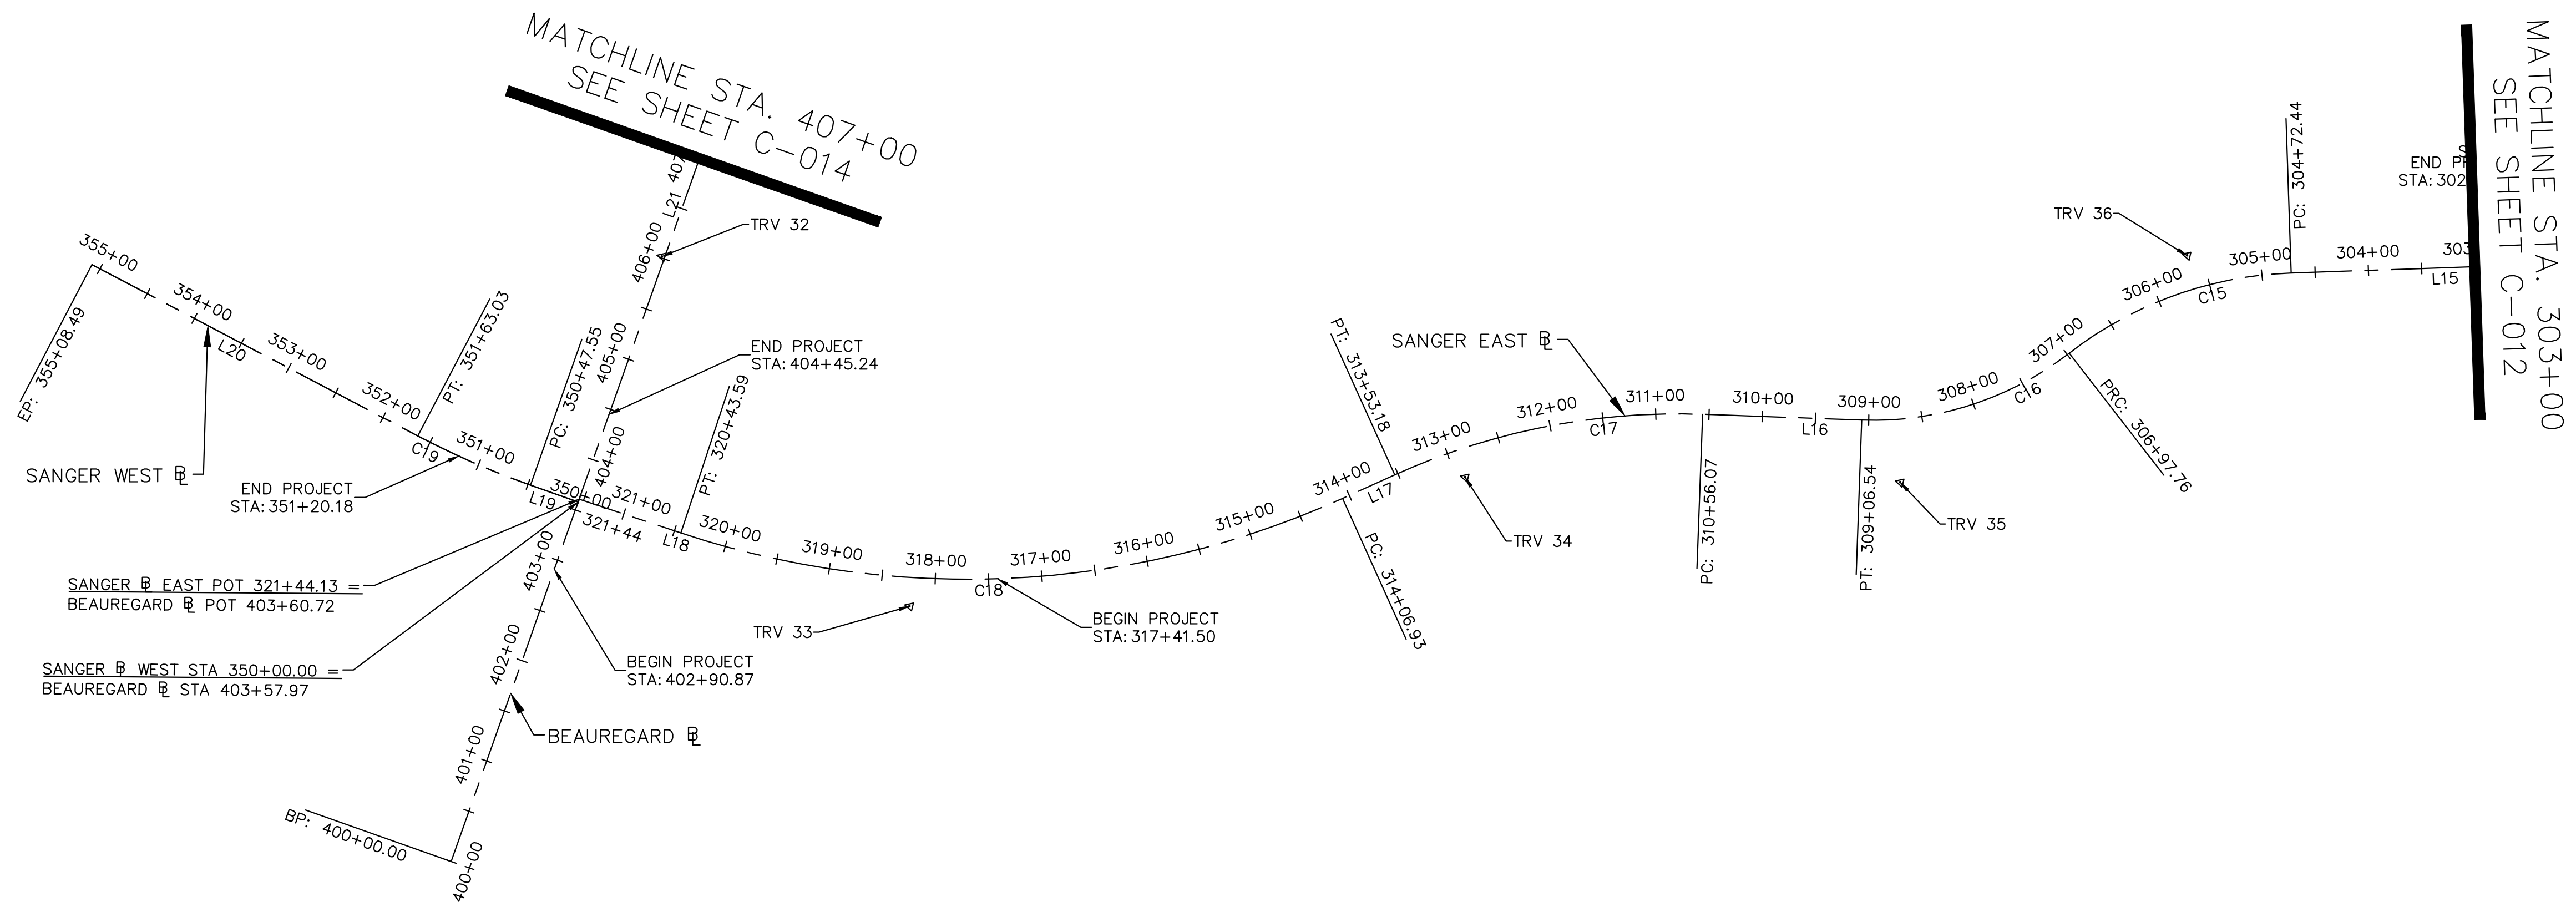 MATCHLINE STA. 407+00
SEE SHEET C-014
MATCHLINE STA. 303+00
SEE SHEET C-012
END PR
STA: 302
PC: 304+72.44
TRV 36
303
304+00
305+00
306+00
307+00
308+00
309+00
310+00
311+00
312+00
313+00
314+00
315+00
316+00
317+00
318+00
319+00
320+00
321+00
321+44
L15
C15
C16
L16
C17
L17
C18
L18
PRC: 306+97.76
PT: 309+06.54
TRV 35
PC: 310+56.07
SANGER EAST BL
PT: 313+53.18
TRV 34
PC: 314+06.93
BEGIN PROJECT
STA: 317+41.50
TRV 33
PT: 320+43.59
END PROJECT
STA: 404+45.24
TRV 32
L21
407
406+00
405+00
404+00
403+00
402+00
401+00
400+00
BP: 400+00.00
BEAUREGARD BL
BEGIN PROJECT
STA: 402+90.87
350+00
351+00
352+00
353+00
354+00
355+00
L19
C19
L20
PC: 350+47.55
PT: 351+63.03
EP: 355+08.49
SANGER WEST BL
END PROJECT
STA: 351+20.18
SANGER BL EAST POT 321+44.13 =
BEAUREGARD BL POT 403+60.72
SANGER BL WEST STA 350+00.00 =
BEAUREGARD BL STA 403+57.97